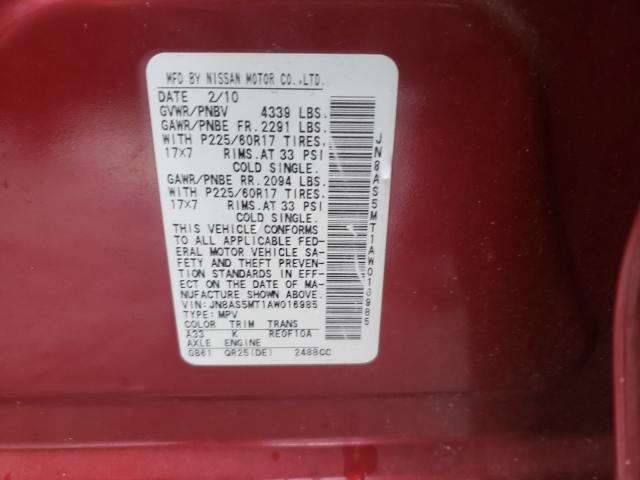 MFD BY NISSAN MOTOR CO.,LTD.
DATE 2/10
GVWR/PNBV 4339 LBS.
GAWR/PNBE FR.2291 LBS.
WITH P225/60R17 TIRES,
17X7 RIMS.AT 33 PSI
COLD SINGLE.
GAWR/PNBE RR.2094 LBS.
WITH P225/60R17 TIRES,
17X7 RIMS.AT 33 PSI
COLD SINGLE.
THIS VEHICLE CONFORMS
TO ALL APPLICABLE FED-
ERAL MOTOR VEHICLE SA-
FETY AND THEFT PREVEN-
TION STANDARDS IN EFF-
ECT ON THE DATE OF MA-
NUFACTURE SHOWN ABOVE.
VIN: JN8AS5MT1AW016985
TYPE: MPV
COLOR TRIM TRANS
A33 K RE0F10A
AXLE ENGINE
GB61 QR25(DE) 2488CC
JN8AS5MT1AW016985